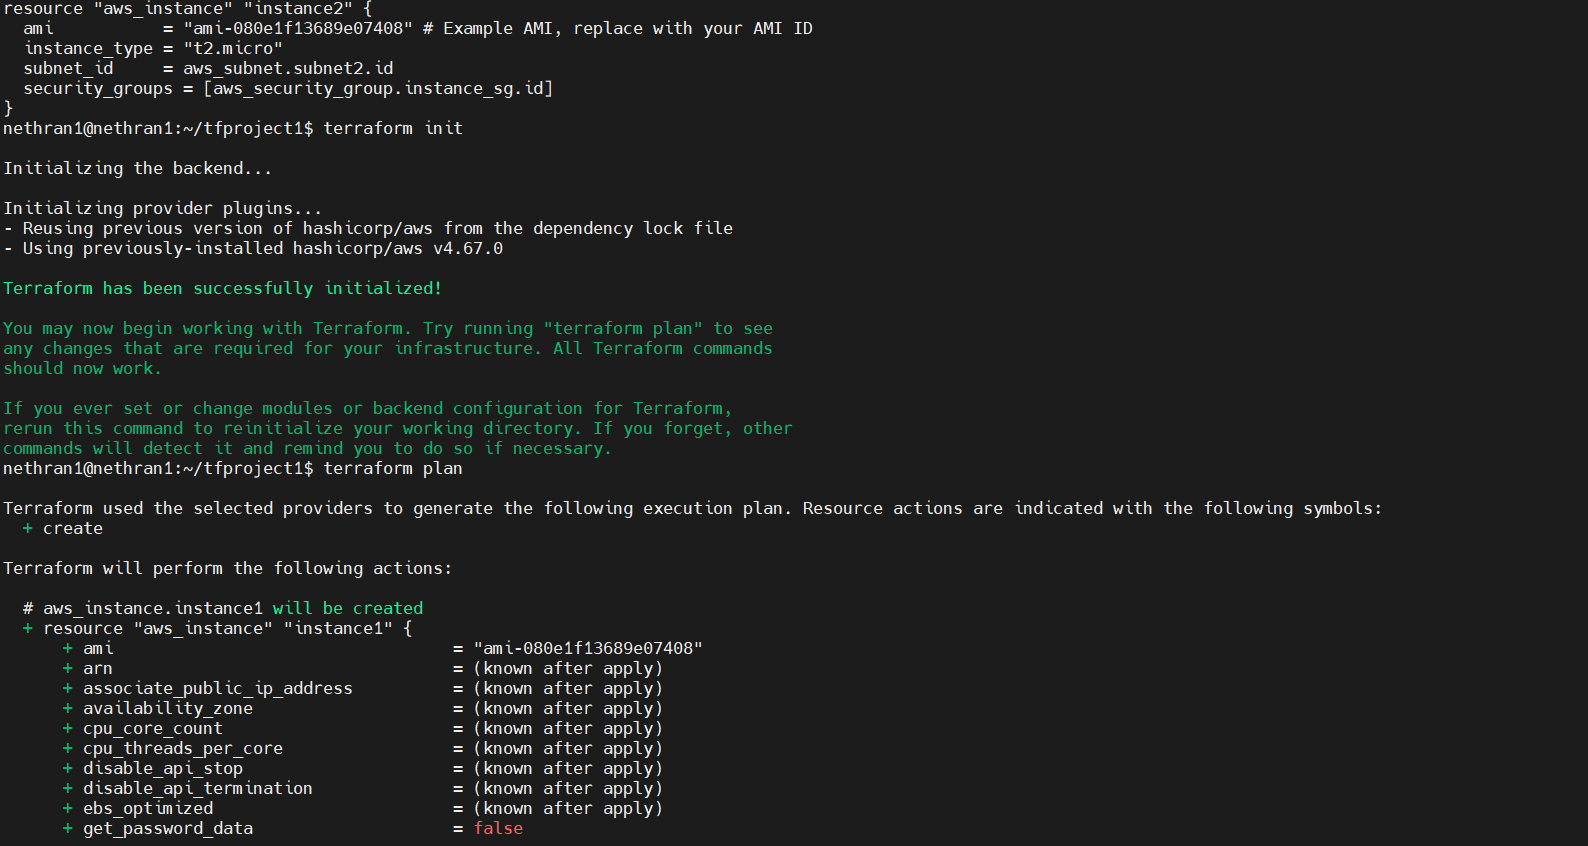 resource "aws_instance" "instance2" {
  ami           = "ami-080e1f13689e07408" # Example AMI, replace with your AMI ID
  instance_type = "t2.micro"
  subnet_id     = aws_subnet.subnet2.id
  security_groups = [aws_security_group.instance_sg.id]
}
nethran1@nethran1:~/tfproject1$ terraform init
Initializing the backend...
Initializing provider plugins...
- Reusing previous version of hashicorp/aws from the dependency lock file
- Using previously-installed hashicorp/aws v4.67.0
Terraform has been successfully initialized!
You may now begin working with Terraform. Try running "terraform plan" to see
any changes that are required for your infrastructure. All Terraform commands
should now work.
If you ever set or change modules or backend configuration for Terraform,
rerun this command to reinitialize your working directory. If you forget, other
commands will detect it and remind you to do so if necessary.
nethran1@nethran1:~/tfproject1$ terraform plan
Terraform used the selected providers to generate the following execution plan. Resource actions are indicated with the following symbols:
  + create
Terraform will perform the following actions:
  # aws_instance.instance1 will be created
  + resource "aws_instance" "instance1" {
      + ami                                  = "ami-080e1f13689e07408"
      + arn                                  = (known after apply)
      + associate_public_ip_address          = (known after apply)
      + availability_zone                    = (known after apply)
      + cpu_core_count                       = (known after apply)
      + cpu_threads_per_core                 = (known after apply)
      + disable_api_stop                     = (known after apply)
      + disable_api_termination              = (known after apply)
      + ebs_optimized                        = (known after apply)
      + get_password_data                    = false